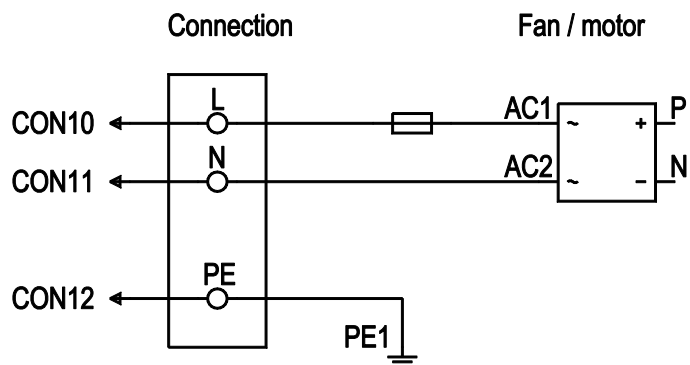 Connection
Fan / motor
CON10
L
AC1
~
+
P
CON11
N
AC2
~
−
N
CON12
PE
PE1